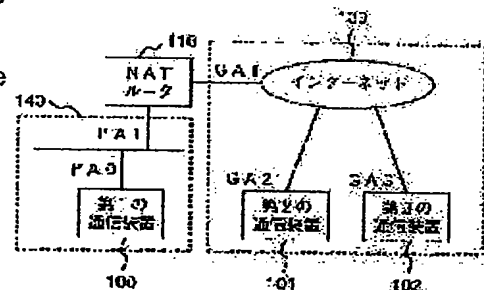 110
NAT
ルータ
GA1
インターネット
140
PA1
PA0
第1の
通信装置
100
GA2
第2の
通信装置
101
GA3
第3の
通信装置
102